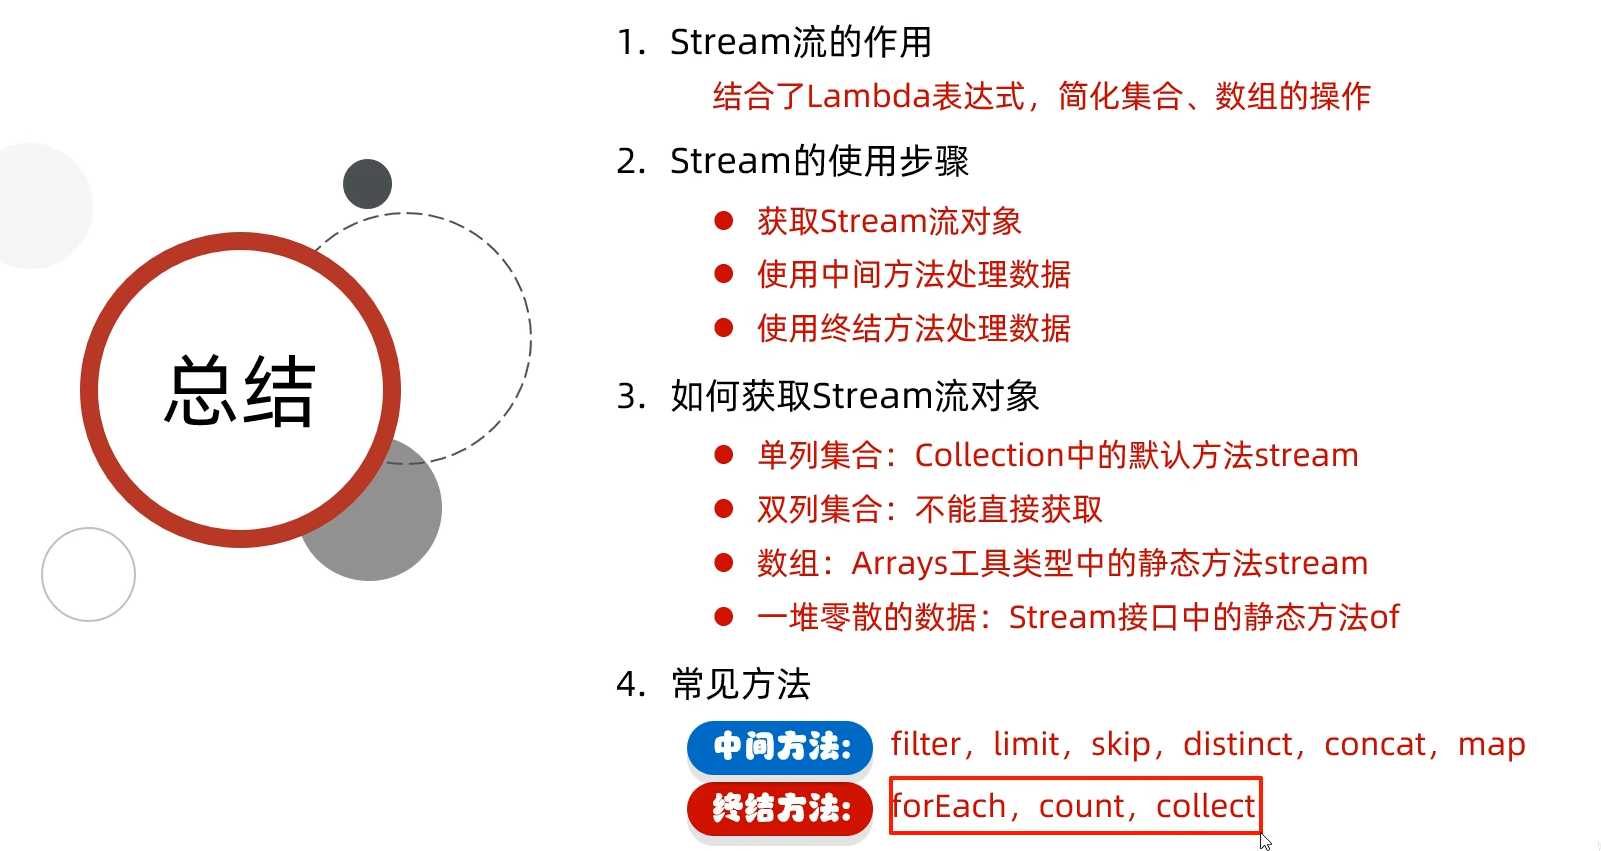 总结
1. Stream流的作用
结合了Lambda表达式，简化集合、数组的操作
2. Stream的使用步骤
● 获取Stream流对象
● 使用中间方法处理数据
● 使用终结方法处理数据
3. 如何获取Stream流对象
● 单列集合：Collection中的默认方法stream
● 双列集合：不能直接获取
● 数组：Arrays工具类型中的静态方法stream
● 一堆零散的数据：Stream接口中的静态方法of
4. 常见方法
中间方法: filter，limit，skip，distinct，concat，map
终结方法: forEach，count，collect